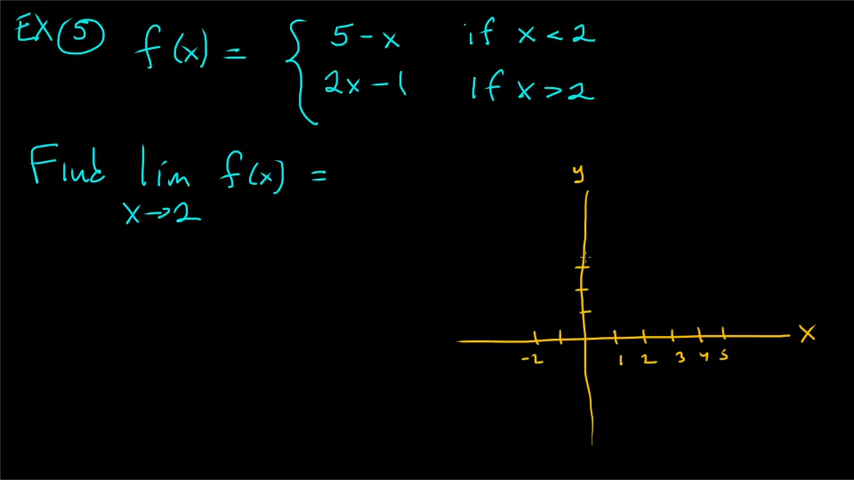 EX (5) f(x) = { 5-x if x < 2
2x-1 If x > 2
Find lim f(x) =
x→2
y
x
-2 1 2 3 4 5